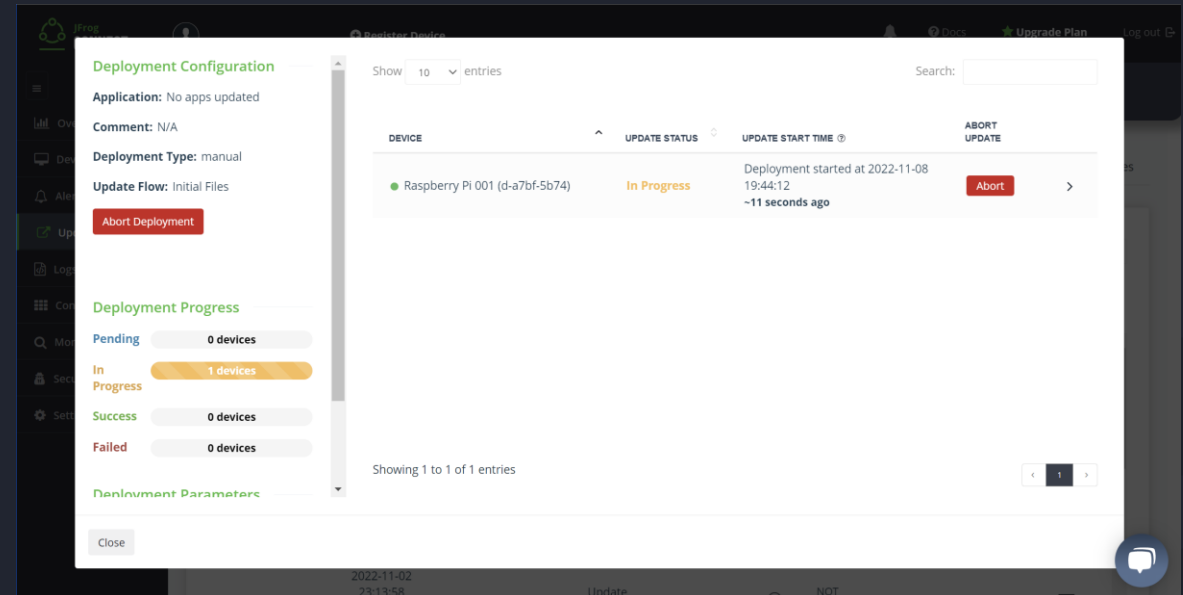 JFrog
Register Device
Docs
Upgrade Plan
Log out
Deployment Configuration
Application: No apps updated
Comment: N/A
Deployment Type: manual
Update Flow: Initial Files
Abort Deployment
Deployment Progress
Pending
0 devices
In Progress
1 devices
Success
0 devices
Failed
0 devices
Deployment Parameters
Close
Show 10 entries
Search:
DEVICE
UPDATE STATUS
UPDATE START TIME
ABORT
UPDATE
Raspberry Pi 001 (d-a7bf-5b74)
In Progress
Deployment started at 2022-11-08
19:44:12
~11 seconds ago
Abort
Showing 1 to 1 of 1 entries
‹ 1 ›
2022-11-02
23:13:58
Update
NOT